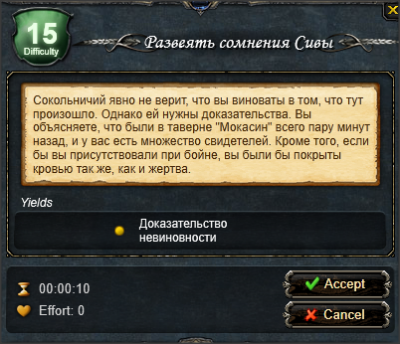 15
Difficulty
Развеять сомнения Сивы
Сокольничий явно не верит, что вы виноваты в том, что тут
произошло. Однако ей нужны доказательства. Вы
объясняете, что были в таверне "Мокасин" всего пару минут
назад, и у вас есть множество свидетелей. Кроме того, если
бы вы присутствовали при бойне, вы были бы покрыты
кровью так же, как и жертва.
Yields
Доказательство
невиновности
00:00:10
Accept
Effort: 0
Cancel